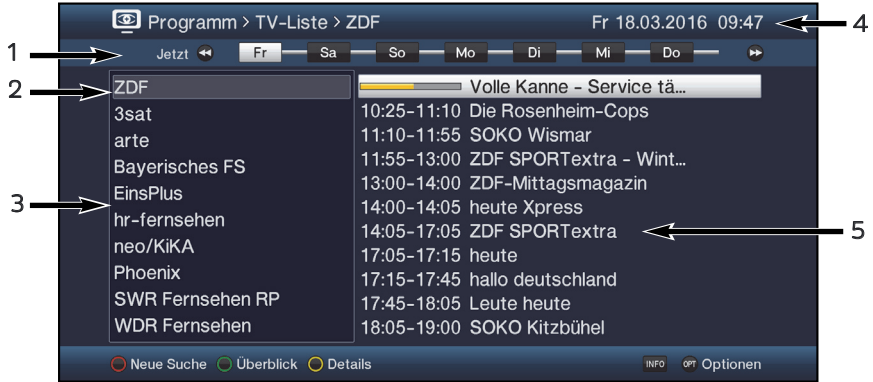 Programm > TV-Liste > ZDF Fr 18.03.2016 09:47
4
1
Jetzt Fr Sa So Mo Di Mi Do
2
ZDF
3sat
arte
Bayerisches FS
EinsPlus
3
hr-fernsehen
neo/KiKA
Phoenix
SWR Fernsehen RP
WDR Fernsehen
Volle Kanne - Service tä...
10:25-11:10 Die Rosenheim-Cops
11:10-11:55 SOKO Wismar
11:55-13:00 ZDF SPORTextra - Wint...
13:00-14:00 ZDF-Mittagsmagazin
14:00-14:05 heute Xpress
14:05-17:05 ZDF SPORTextra
5
17:05-17:15 heute
17:15-17:45 hallo deutschland
17:45-18:05 Leute heute
18:05-19:00 SOKO Kitzbühel
Neue Suche Überblick Details INFO OPT Optionen